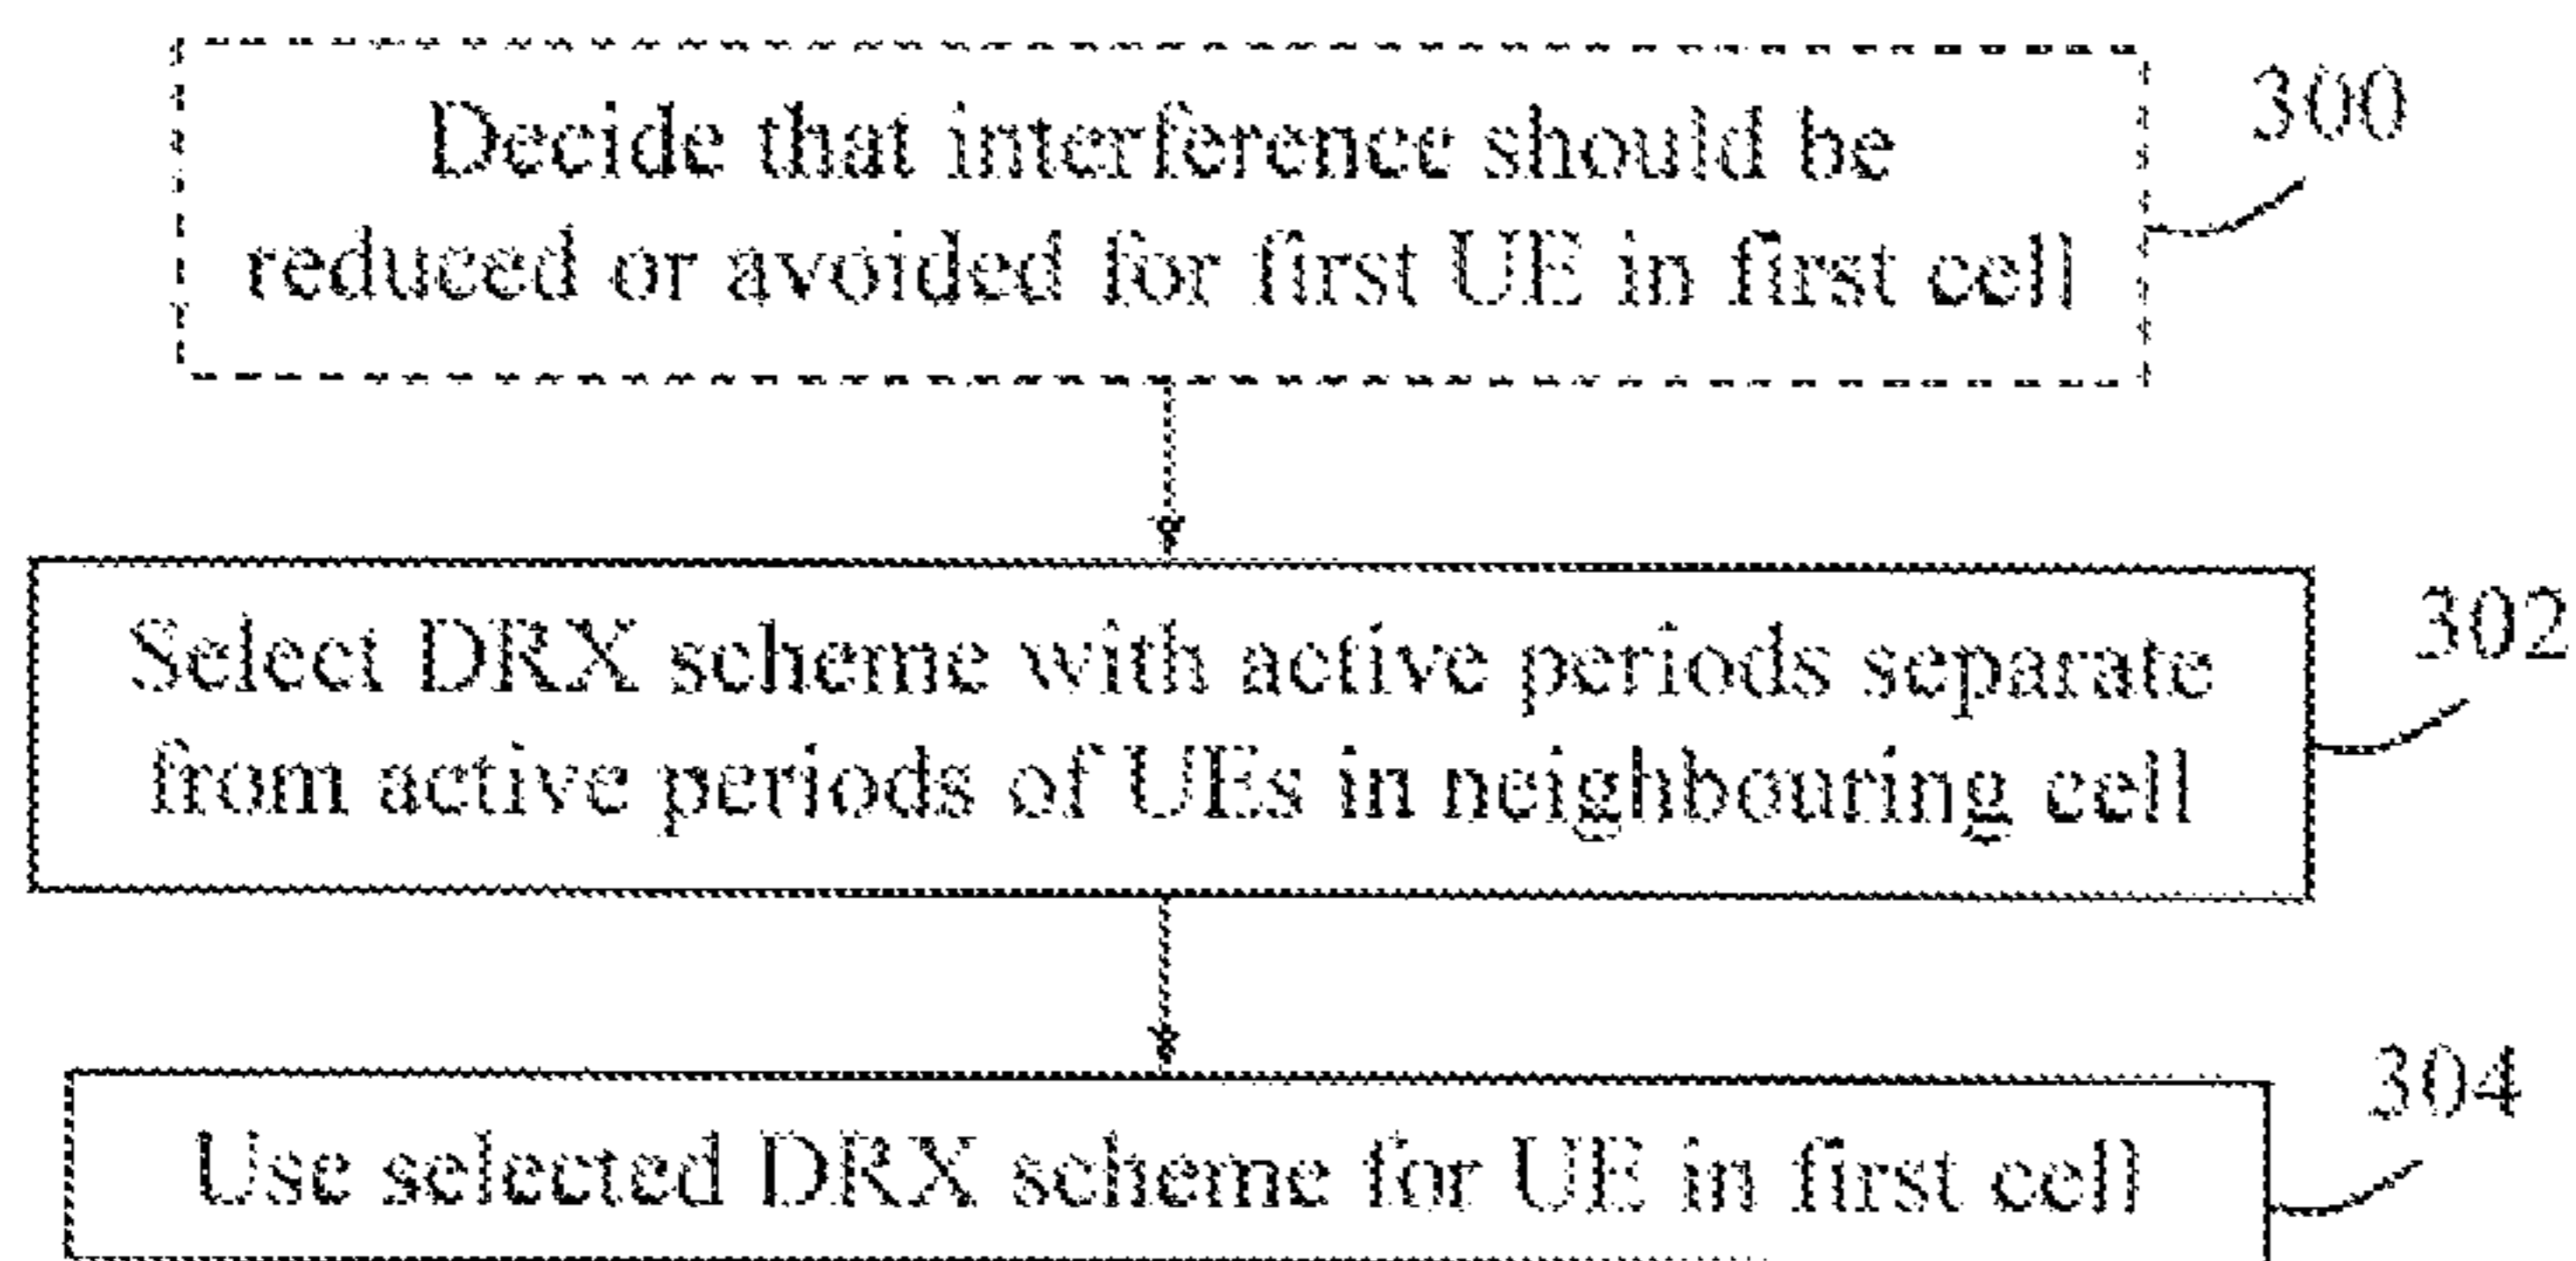 Decide that interference should be
reduced or avoided for first UE in first cell
300
Select DRX scheme with active periods separate
from active periods of UEs in neighbouring cell
302
Use selected DRX scheme for UE in first cell
304